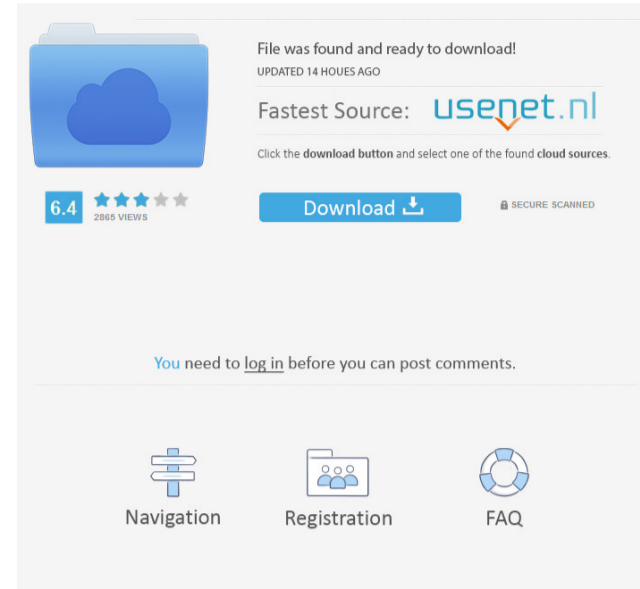 File was found and ready to download!
UPDATED 14 HOUES AGO
Fastest Source: usenet.nl
Click the download button and select one of the found cloud sources.
6.4
2865 VIEWS
Download
SECURE SCANNED
You need to log in before you can post comments.
Navigation
Registration
FAQ